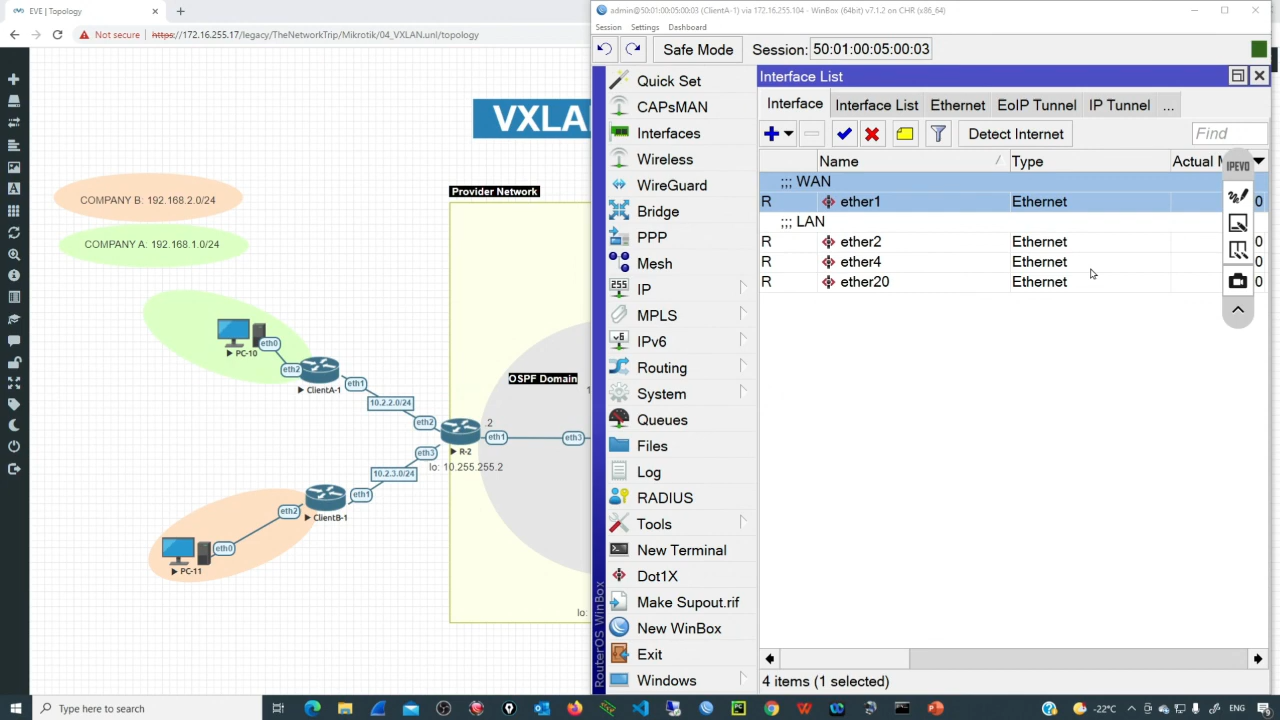 EVE | Topology
Not secure
https://172.16.255.17/legacy/TheNetworkTrip/Mikrotik/04_VXLAN.unl/topology
VXLA
Provider Network
COMPANY B: 192.168.2.0/24
COMPANY A: 192.168.1.0/24
PC-10
eth0
eth2
ClientA-1
eth1
10.2.2.0/24
eth2
OSPF Domain
1
.2
R-2
eth1
eth3
eth3
lo: 10.255.255.2
10.2.3.0/24
eth1
ClientB-1
eth2
eth0
PC-11
lo:
admin@50:01:00:05:00:03 (ClientA-1) via 172.16.255.104 - WinBox (64bit) v7.1.2 on CHR (x86_64)
Session Settings Dashboard
Safe Mode Session: 50:01:00:05:00:03
RouterOS WinBox
Quick Set
CAPsMAN
Interfaces
Wireless
WireGuard
Bridge
PPP
Mesh
IP
MPLS
IPv6
Routing
System
Queues
Files
Log
RADIUS
Tools
New Terminal
Dot1X
Make Supout.rif
New WinBox
Exit
Windows
Interface List
Interface Interface List Ethernet EoIP Tunnel IP Tunnel ...
Detect Internet Find
Name / Type Actual M
;;; WAN
R ether1 Ethernet 0
;;; LAN
R ether2 Ethernet 0
R ether4 Ethernet 0
R ether20 Ethernet 0
items (1 selec
Type here to search
-22°C